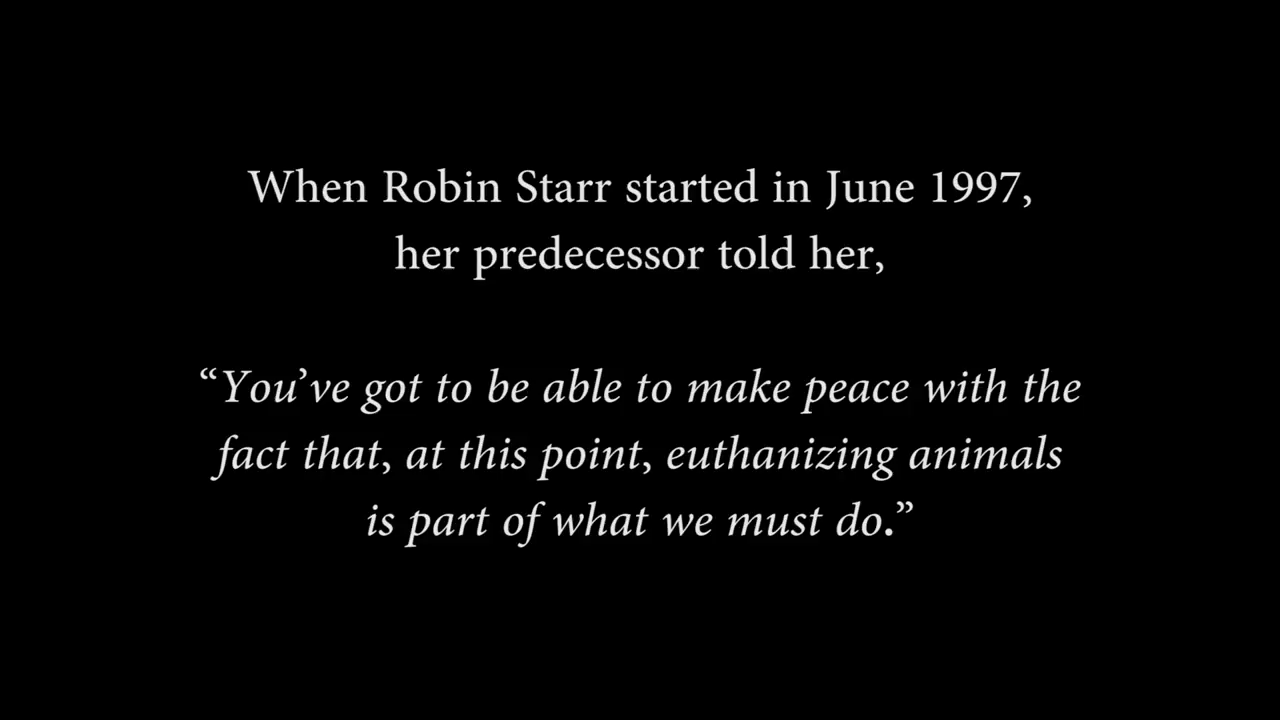 When Robin Starr started in June 1997,
her predecessor told her,
“You’ve got to be able to make peace with the
fact that, at this point, euthanizing animals
is part of what we must do.”